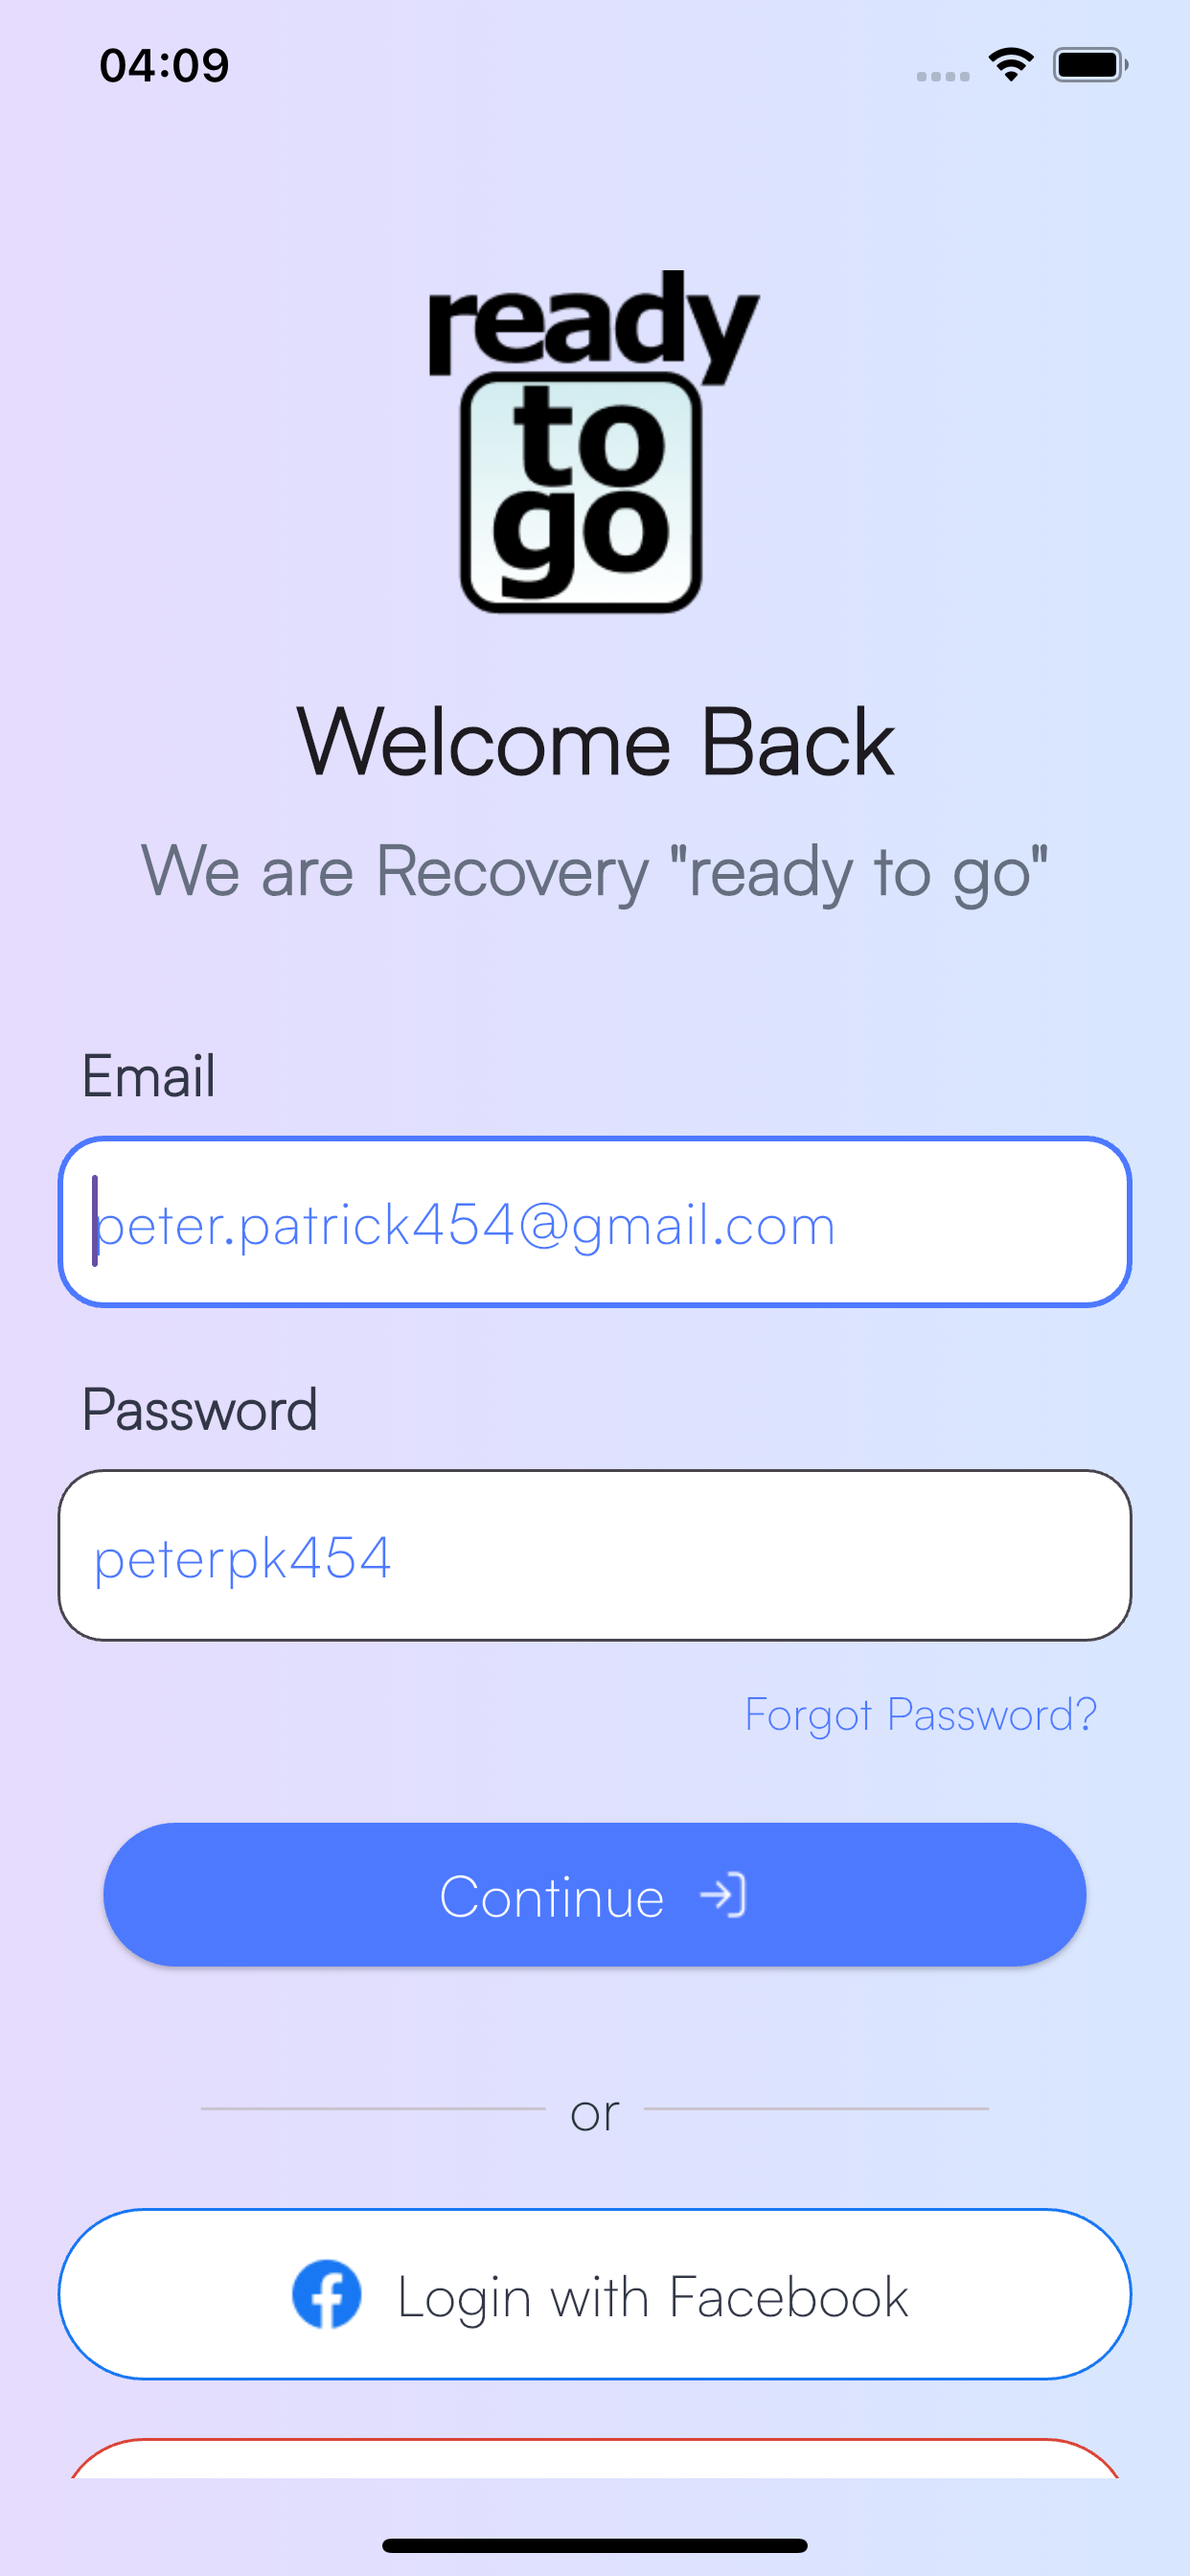 04:09
ready
to
go
Welcome Back
We are Recovery "ready to go"
Email
peter.patrick454@gmail.com
Password
peterpk454
Forgot Password?
Continue
or
Login with Facebook